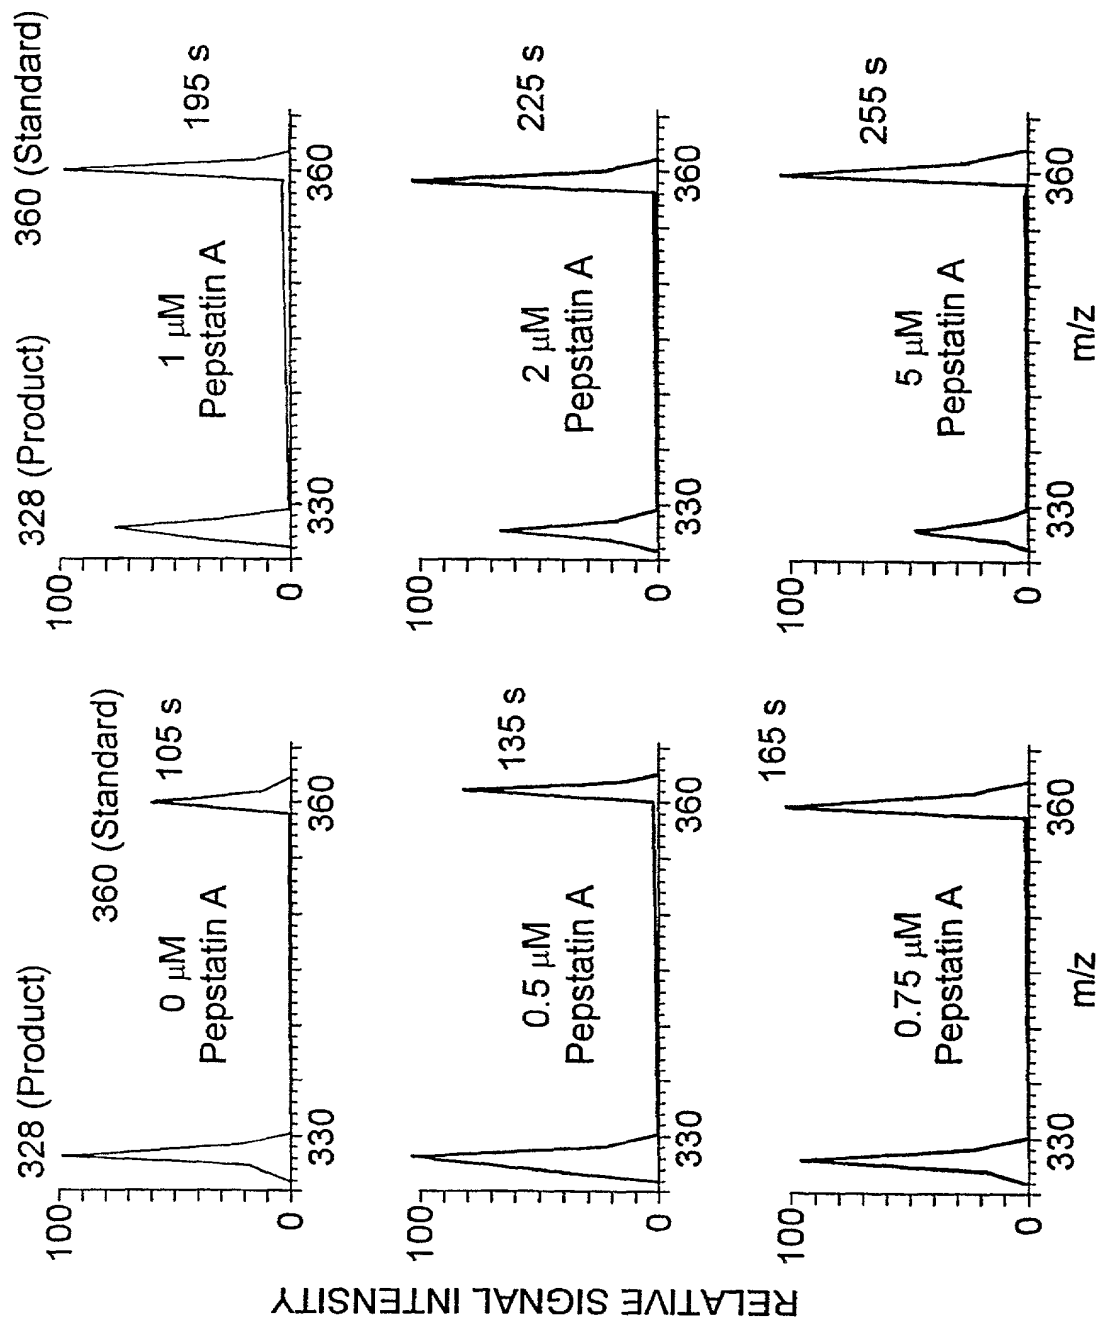 328 (Product)
360 (Standard)
100
0
0 μM
Pepstatin A
105 s
330
360
328 (Product)
360 (Standard)
100
0
1 μM
Pepstatin A
195 s
330
360
RELATIVE SIGNAL INTENSITY
100
0
0.5 μM
Pepstatin A
135 s
330
360
100
0
2 μM
Pepstatin A
225 s
330
360
100
0
0.75 μM
Pepstatin A
165 s
330
360
m/z
100
0
5 μM
Pepstatin A
255 s
330
360
m/z